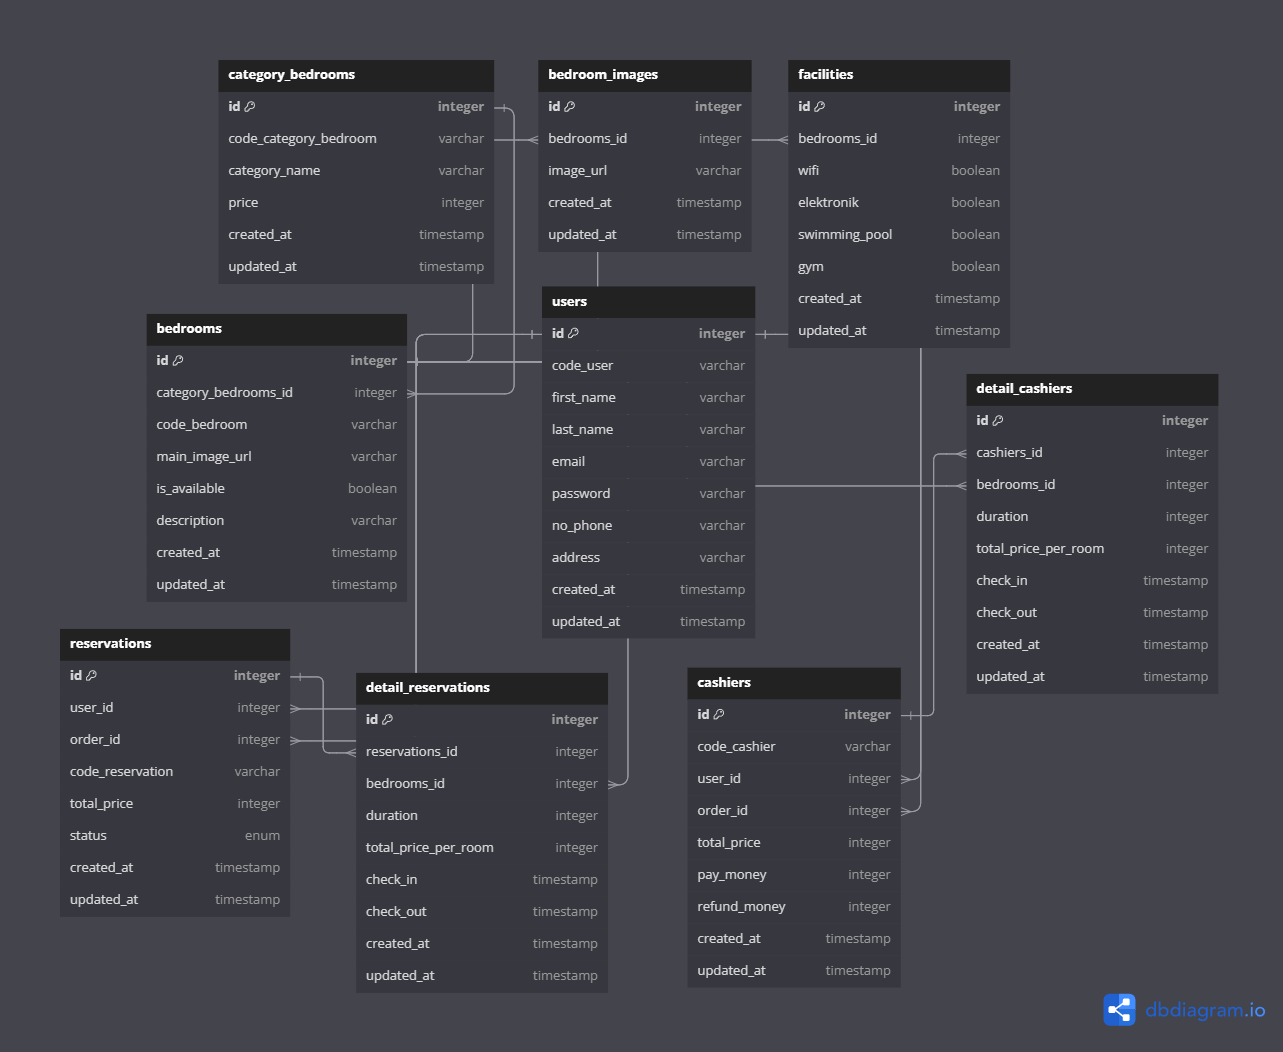 category_bedrooms
id integer
code_category_bedroom varchar
category_name varchar
price integer
created_at timestamp
updated_at timestamp
bedroom_images
id integer
bedrooms_id integer
image_url varchar
created_at timestamp
updated_at timestamp
facilities
id integer
bedrooms_id integer
wifi boolean
elektronik boolean
swimming_pool boolean
gym boolean
created_at timestamp
updated_at timestamp
bedrooms
id integer
category_bedrooms_id integer
code_bedroom varchar
main_image_url varchar
is_available boolean
description varchar
created_at timestamp
updated_at timestamp
users
id integer
code_user varchar
first_name varchar
last_name varchar
email varchar
password varchar
no_phone varchar
address varchar
created_at timestamp
updated_at timestamp
detail_cashiers
id integer
cashiers_id integer
bedrooms_id integer
duration integer
total_price_per_room integer
check_in timestamp
check_out timestamp
created_at timestamp
updated_at timestamp
reservations
id integer
user_id integer
order_id integer
code_reservation varchar
total_price integer
status enum
created_at timestamp
updated_at timestamp
detail_reservations
id integer
reservations_id integer
bedrooms_id integer
duration integer
total_price_per_room integer
check_in timestamp
check_out timestamp
created_at timestamp
updated_at timestamp
cashiers
id integer
code_cashier varchar
user_id integer
order_id integer
total_price integer
pay_money integer
refund_money integer
created_at timestamp
updated_at timestamp
dbdiagram.io